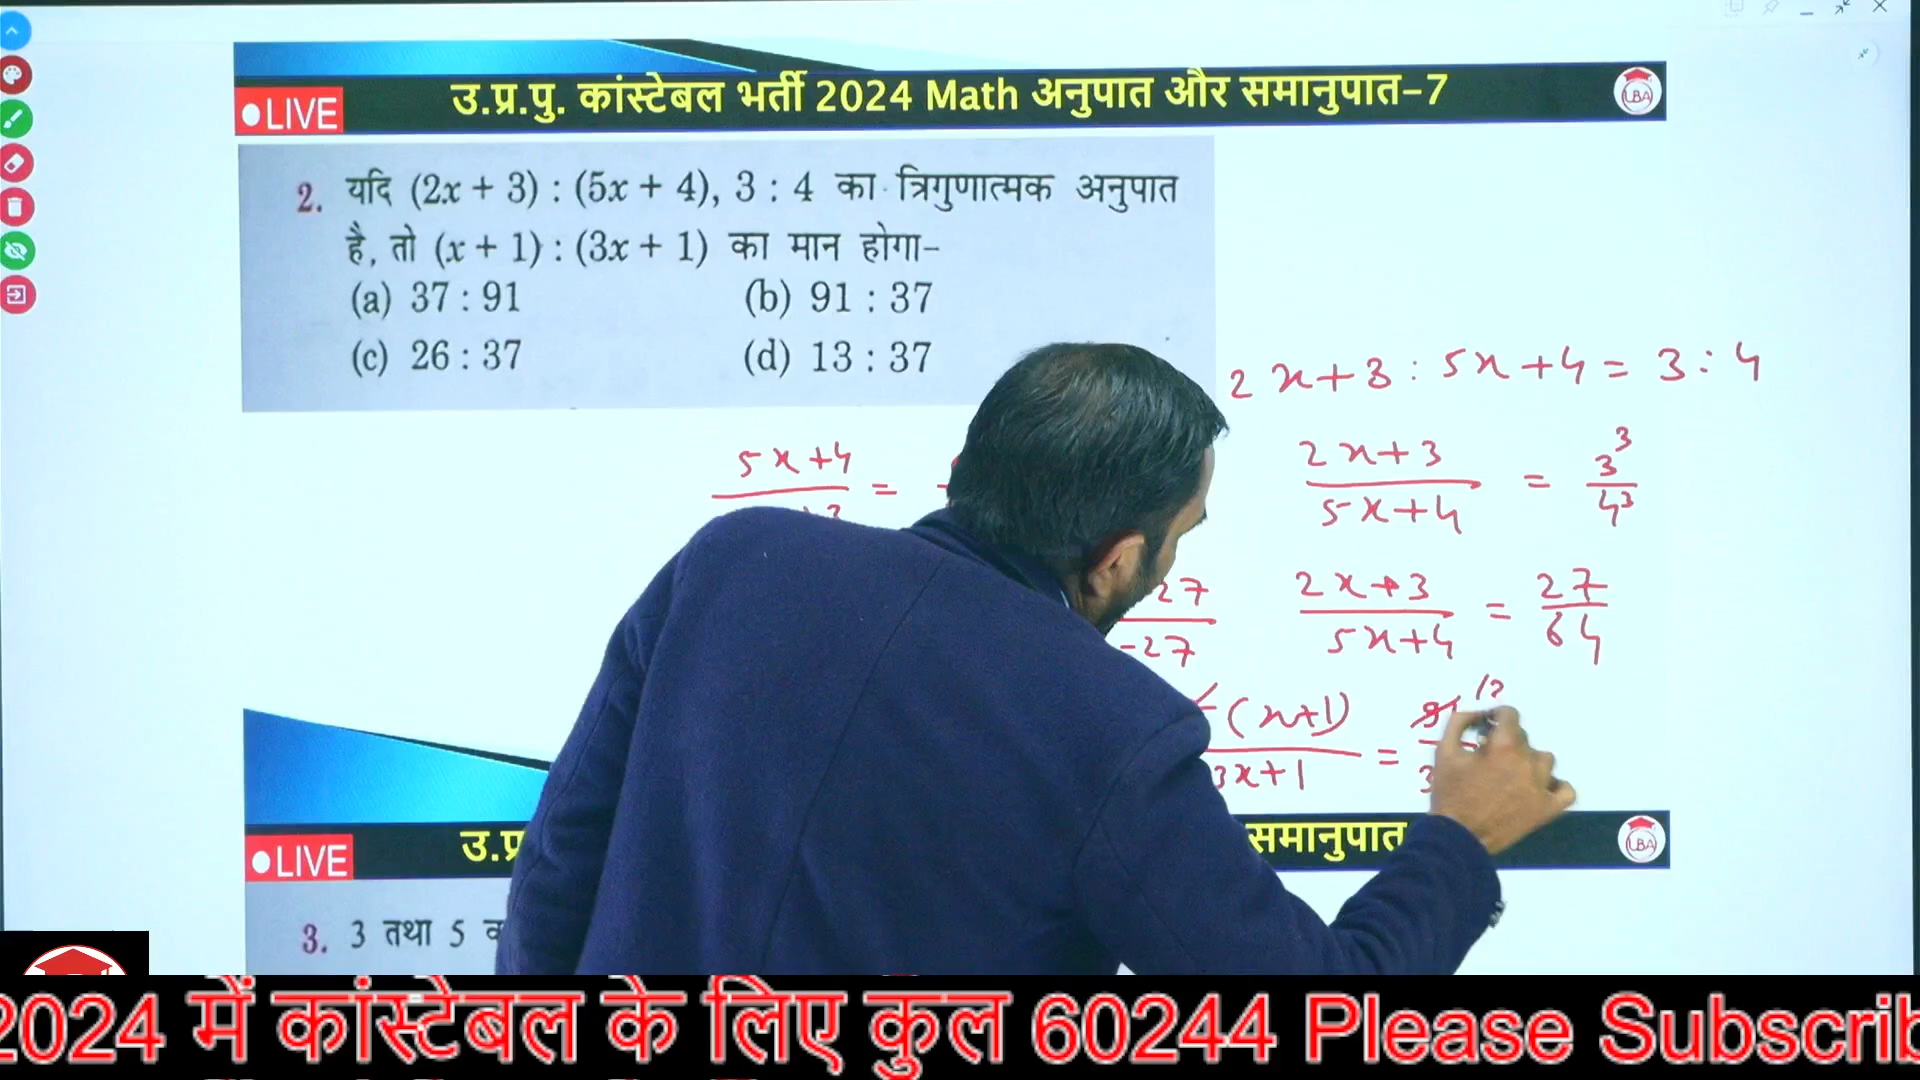 उ.प्र.पु. कांस्टेबल भर्ती 2024 Math अनुपात और समानुपात–7
LIVE
LBA
2. यदि (2x + 3) : (5x + 4), 3 : 4 का त्रिगुणात्मक अनुपात
है, तो (x + 1) : (3x + 1) का मान होगा–
(a) 37 : 91
(b) 91 : 37
(c) 26 : 37
(d) 13 : 37
2x+3 : 5x+4 = 3 : 4
5x+4 =
2x+3 / 5x+4 = 3³ / 4³
27 / -27
2x+3 / 5x+4 = 27 / 64
(x+1) / 3x+1 =
LIVE
उ.प्र
समानुपात
LBA
3. 3 तथा 5
2024 में कांस्टेबल के लिए कुल 60244 Please Subscrib